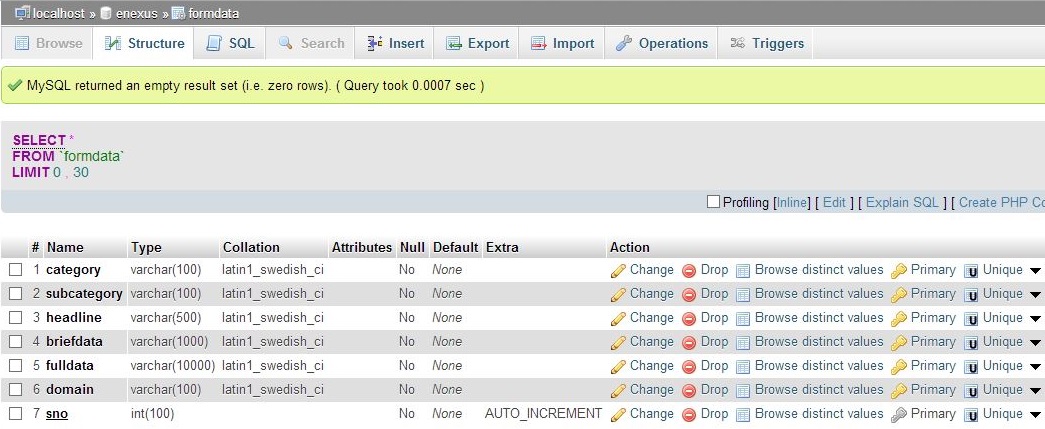 localhost » enexus » formdata
Browse Structure SQL Search Insert Export Import Operations Triggers
MySQL returned an empty result set (i.e. zero rows). ( Query took 0.0007 sec )
SELECT *
FROM `formdata`
LIMIT 0 , 30
Profiling [Inline] [ Edit ] [ Explain SQL ] [ Create PHP Co
# Name Type Collation Attributes Null Default Extra Action
1 category varchar(100) latin1_swedish_ci No None Change Drop Browse distinct values Primary U Unique
2 subcategory varchar(100) latin1_swedish_ci No None Change Drop Browse distinct values Primary U Unique
3 headline varchar(500) latin1_swedish_ci No None Change Drop Browse distinct values Primary U Unique
4 briefdata varchar(1000) latin1_swedish_ci No None Change Drop Browse distinct values Primary U Unique
5 fulldata varchar(10000) latin1_swedish_ci No None Change Drop Browse distinct values Primary U Unique
6 domain varchar(100) latin1_swedish_ci No None Change Drop Browse distinct values Primary U Unique
7 sno int(100) No None AUTO_INCREMENT Change Drop Browse distinct values Primary U Unique